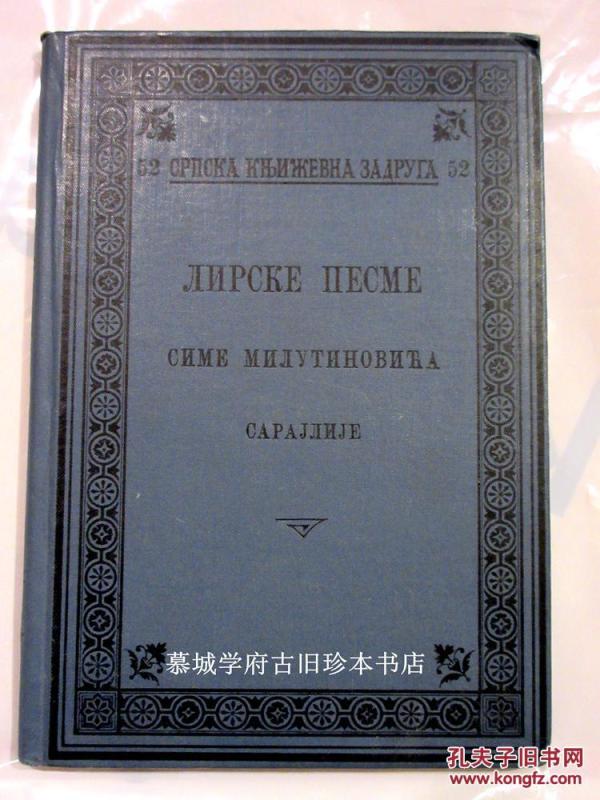 52 СРПСКА КЊИЖЕВНА ЗАДРУГА 52
ЛИРСКЕ ПЕСМЕ
СИМЕ МИЛУТИНОВИЋА
САРАЈЛИЈЕ
慕城学府古旧珍本书店
孔夫子旧书网
www.kongfz.com